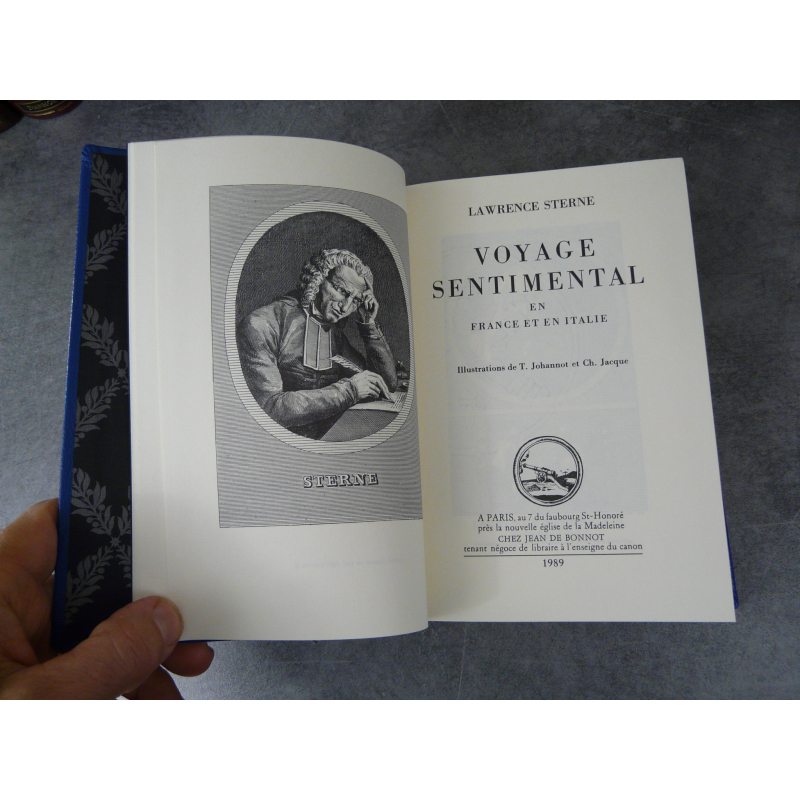 STERNE
LAWRENCE STERNE
VOYAGE
SENTIMENTAL
EN
FRANCE ET EN ITALIE
Illustrations de T. Johannot et Ch. Jacque
A PARIS, au 7 du faubourg St-Honoré
près la nouvelle église de la Madeleine
CHEZ JEAN DE BONNOT
tenant négoce de libraire à l'enseigne du canon
1989